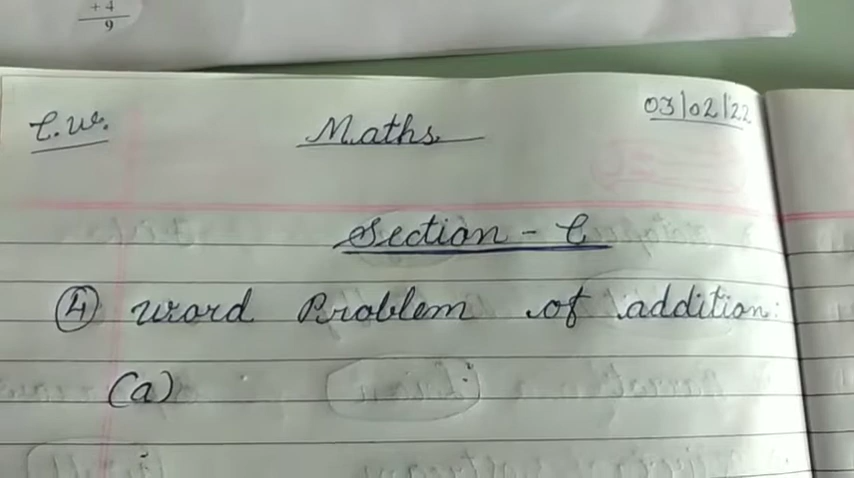 +4
9
C.W.
Maths
03/02/22
Section - C
④ Word Problem of addition:
(a)